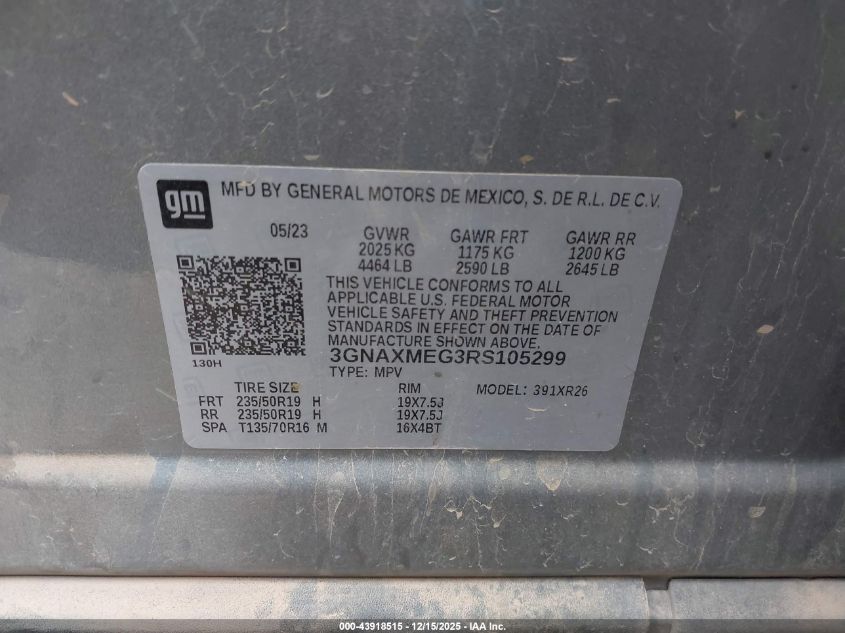 gm
MFD BY GENERAL MOTORS DE MEXICO, S. DE R.L. DE C.V.
05/23 GVWR GAWR FRT GAWR RR
2025 KG 1175 KG 1200 KG
4464 LB 2590 LB 2645 LB
THIS VEHICLE CONFORMS TO ALL
APPLICABLE U.S. FEDERAL MOTOR
VEHICLE SAFETY AND THEFT PREVENTION
STANDARDS IN EFFECT ON THE DATE OF
MANUFACTURE SHOWN ABOVE.
130H 3GNAXMEG3RS105299
TYPE: MPV
TIRE SIZE RIM MODEL: 391XR26
FRT 235/50R19 H 19X7.5J
RR 235/50R19 H 19X7.5J
SPA T135/70R16 M 16X4BT
000-43918515 - 12/15/2025 - IAAI.com